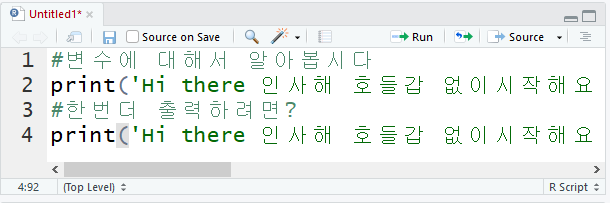 Untitled1*
Source on Save
Run
Source
1 #변수에 대해서 알아봅시다
2 print('Hi there 인사해 호들갑 없이시작해요
3 #한번더 출력하려면?
4 print('Hi there 인사해 호들갑 없이시작해요
4:92 (Top Level) R Script